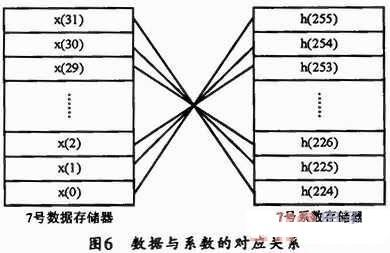 x(31) h(255)
x(30) h(254)
x(29) h(253)
…… ……
x(2) h(226)
x(1) h(225)
x(0) h(224)
7号数据存储器 7号系数存储器
图6 数据与系数的对应关系